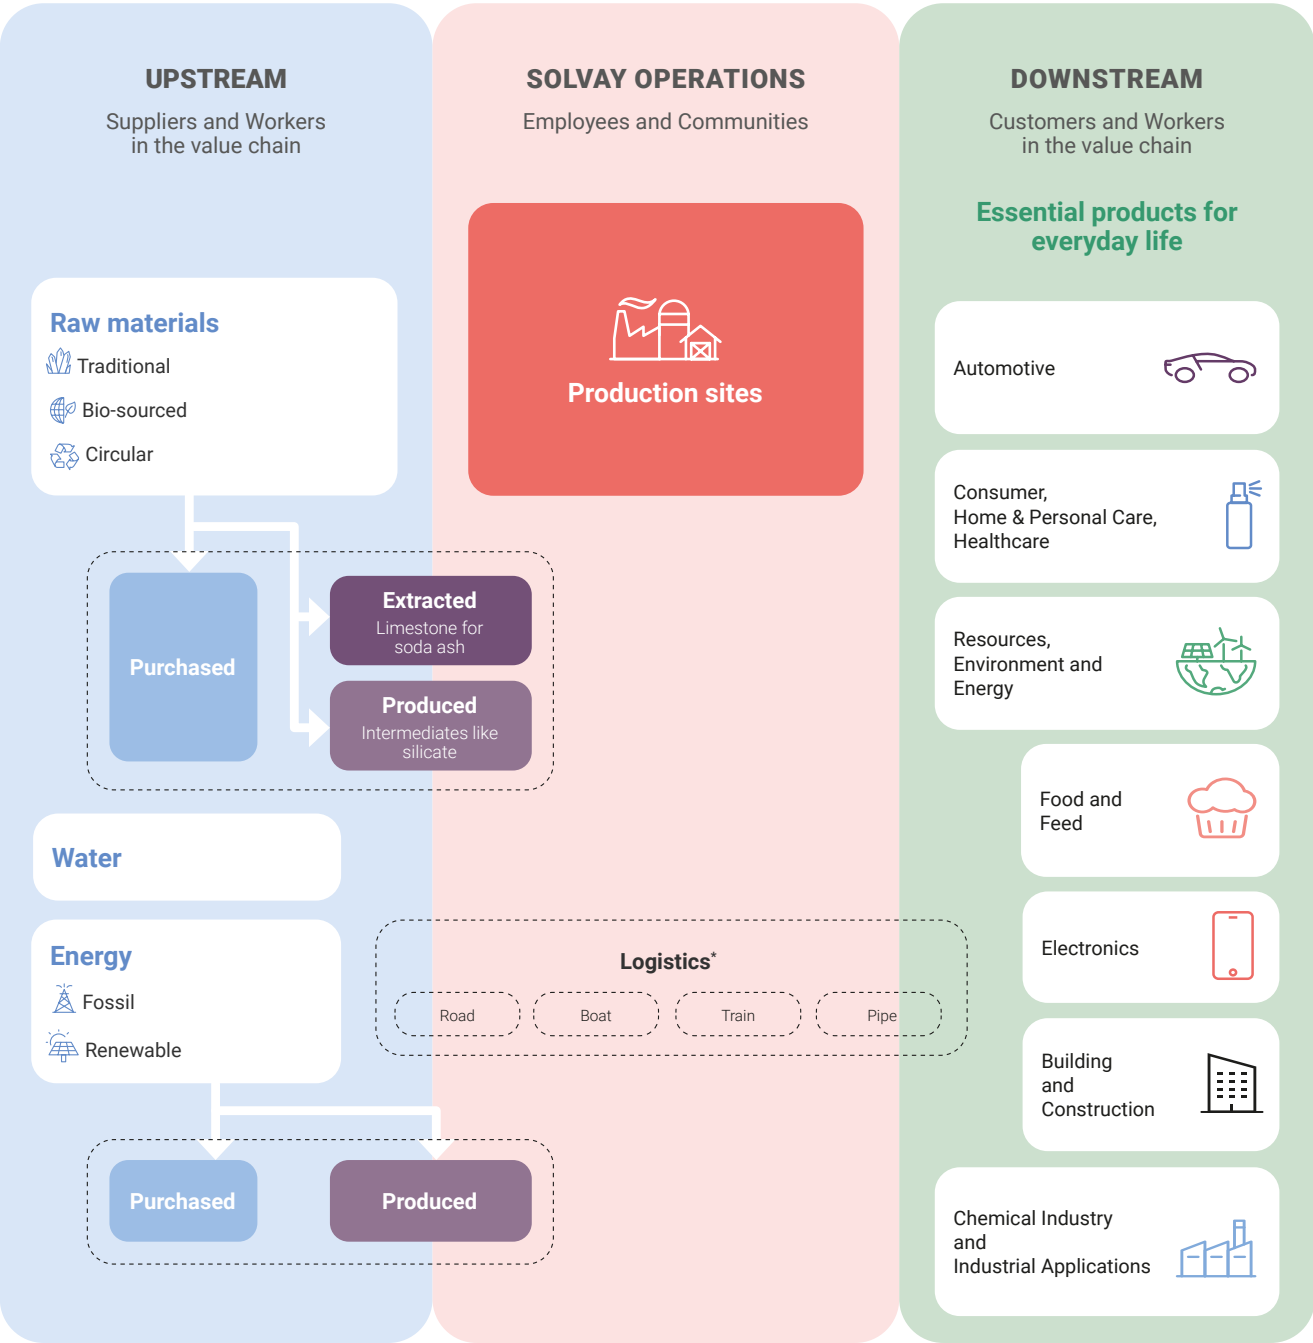 UPSTREAM
Suppliers and Workers
in the value chain
Raw materials
Traditional
Bio-sourced
Circular
Purchased
Extracted
Limestone for
soda ash
Produced
Intermediates like
silicate
Water
Energy
Fossil
Renewable
Purchased
Produced
SOLVAY OPERATIONS
Employees and Communities
Production sites
Logistics*
Road
Boat
Train
Pipe
DOWNSTREAM
Customers and Workers
in the value chain
Essential products for
everyday life
Automotive
Consumer,
Home & Personal Care,
Healthcare
Resources,
Environment and
Energy
Food and
Feed
Electronics
Building
and
Construction
Chemical Industry
and
Industrial Applications